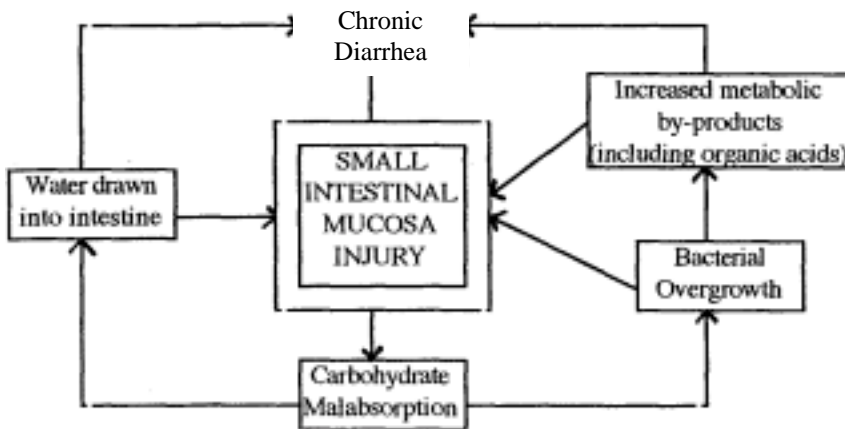 Chronic
Diarrhea
Increased metabolic
by-products
(including organic acids)
SMALL
INTESTINAL
MUCOSA
INJURY
Water drawn
into intestine
Bacterial
Overgrowth
Carbohydrate
Malabsorption